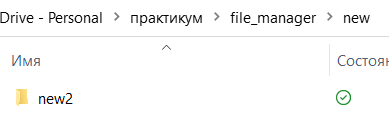 Drive - Personal > практикум > file_manager > new
Имя Состоян
new2